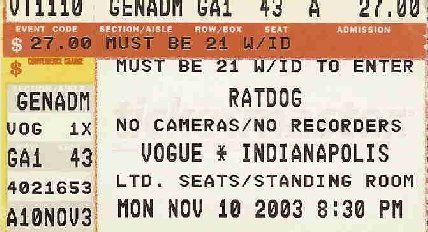 VT1110 GENADM GA1 43 A 27.00
EVENT CODE SECTION/AISLE ROW/BOX SEAT ADMISSION
$ 27.00 MUST BE 21 W/ID
$ CONVENIENCE CHARGE
MUST BE 21 W/ID TO ENTER
GENADM RATDOG
VOG 1X NO CAMERAS/NO RECORDERS
GA1 43 VOGUE * INDIANAPOLIS
4021653 LTD. SEATS/STANDING ROOM
A10NOV3 MON NOV 10 2003 8:30 PM